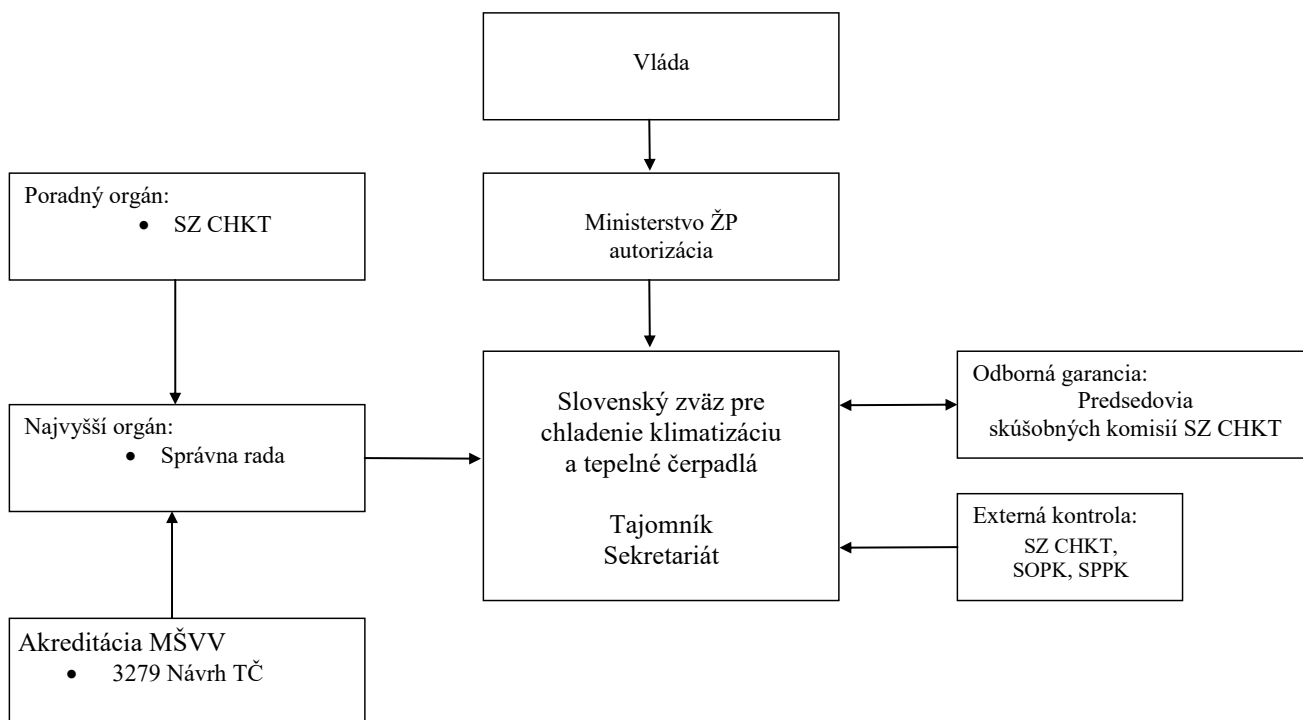 Vláda
Poradný orgán:
• SZ CHKT
Ministerstvo ŽP
autorizácia
Slovenský zväz pre
chladenie klimatizáciu
a tepelné čerpadlá
Tajomník
Sekretariát
Odborná garancia:
Predsedovia
skúšobných komisií SZ CHKT
Najvyšší orgán:
• Správna rada
Externá kontrola:
SZ CHKT,
SOPK, SPPK
Akreditácia MŠVV
• 3279 Návrh TČ